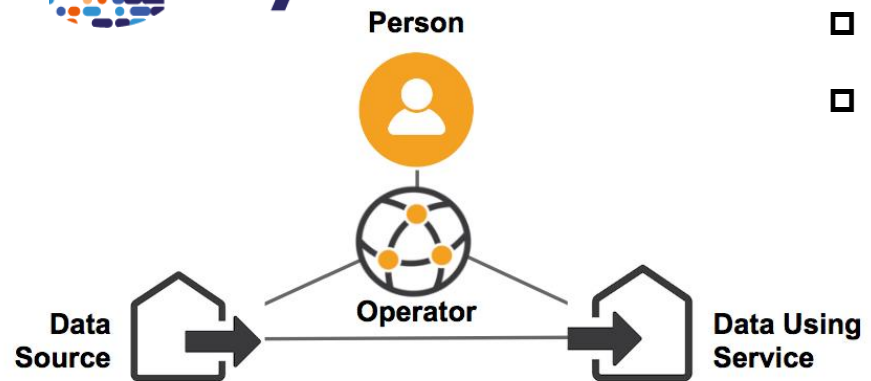 Person
Operator
Data
Source
Data Using
Service